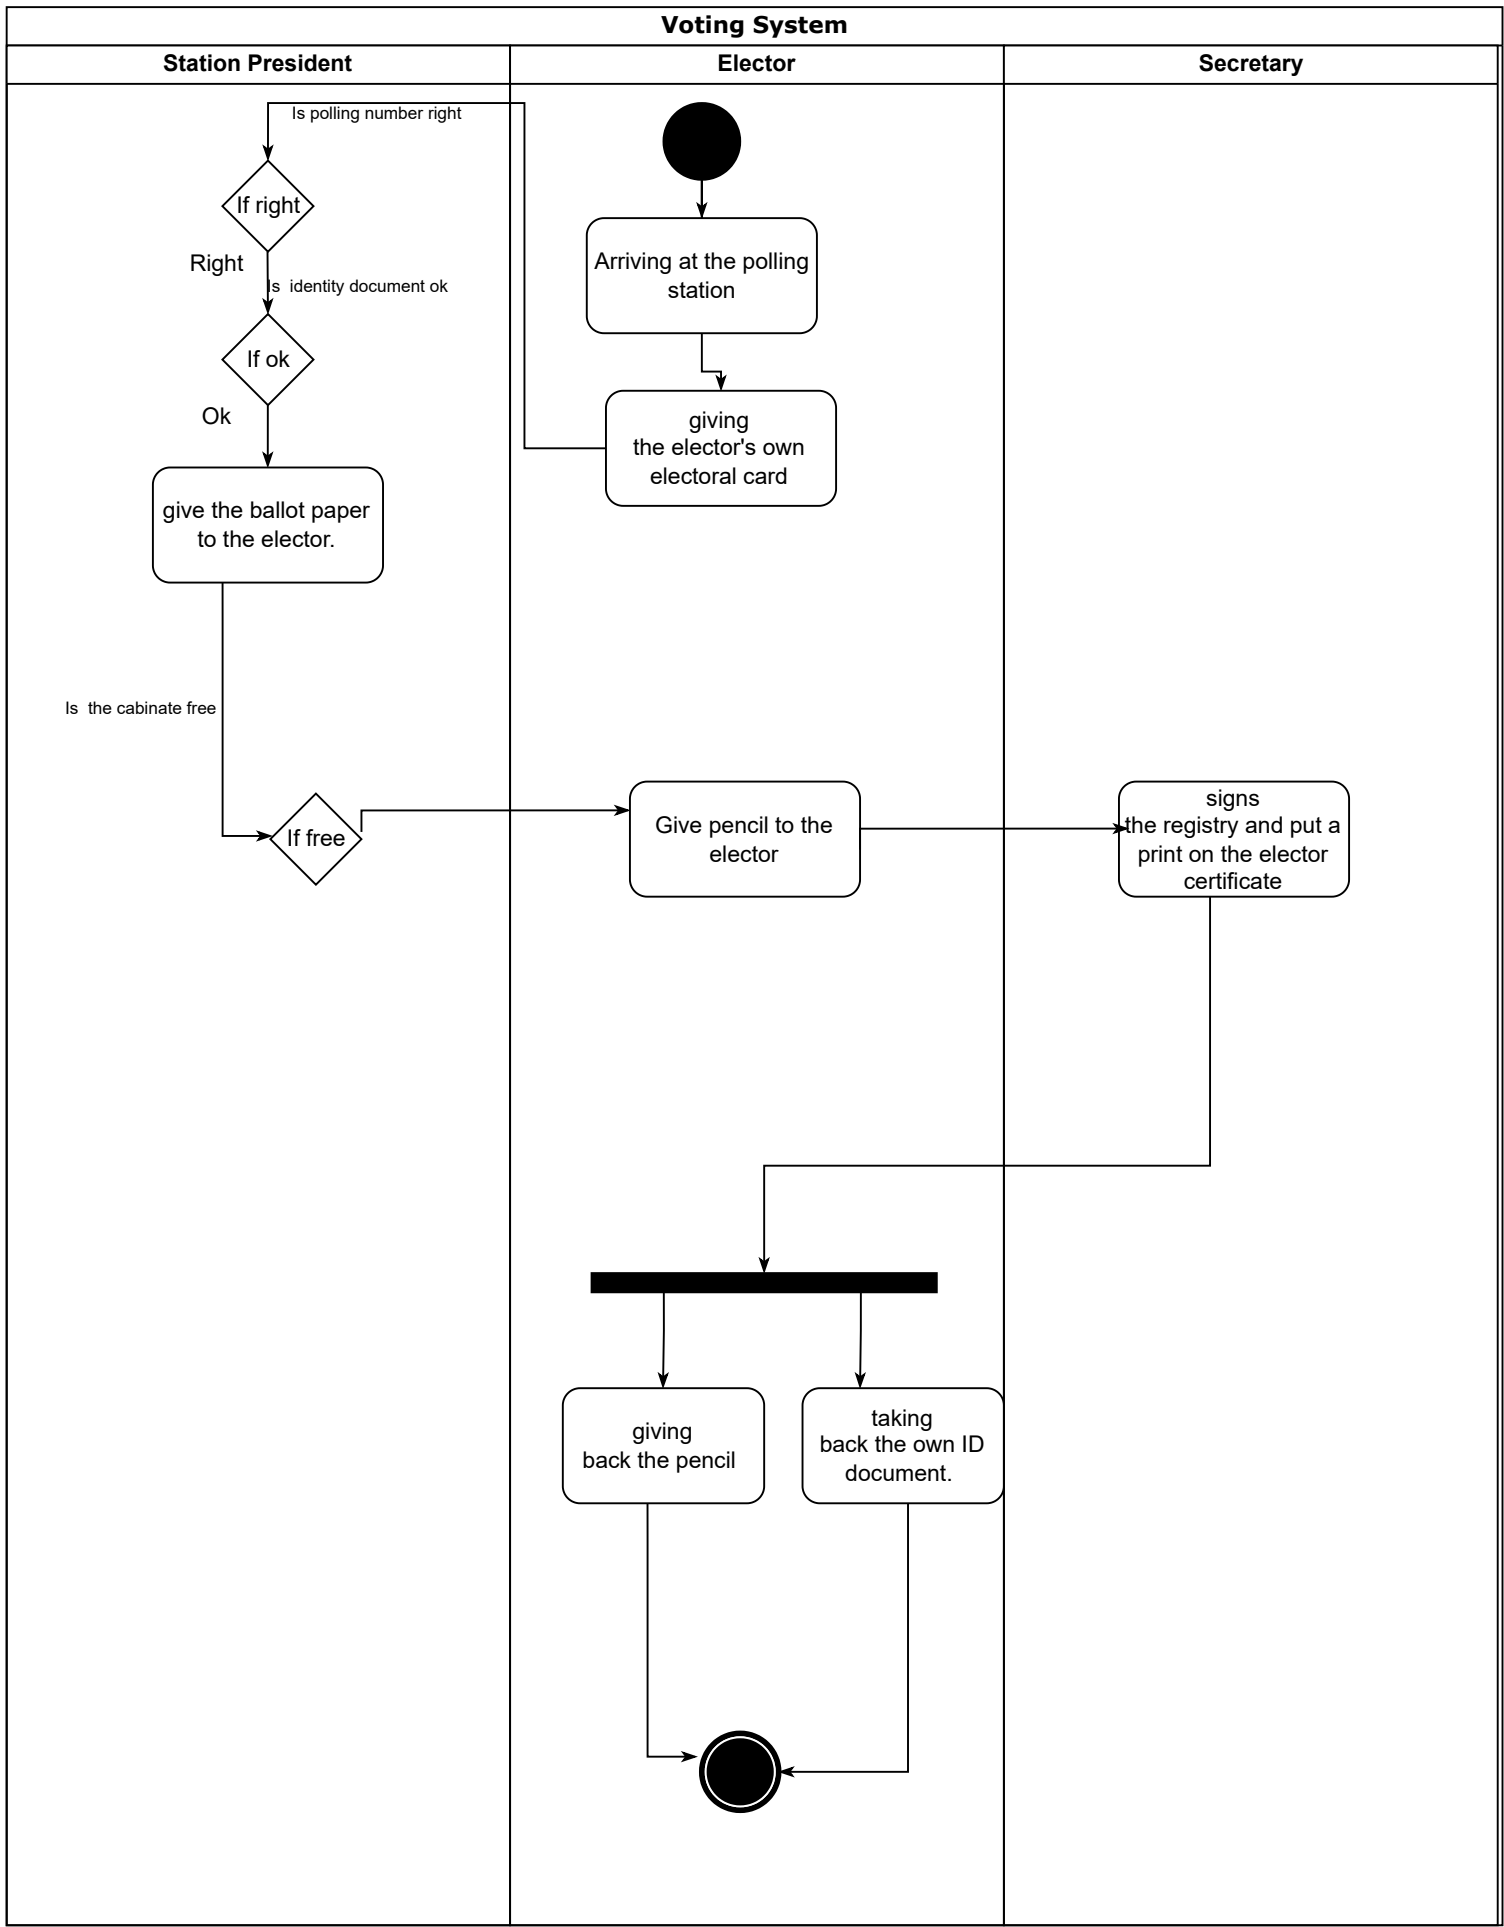 Voting System
Station President
Elector
Secretary
Is polling number right
If right
Right
Is  identity document ok
If ok
Ok
give the ballot paper
to the elector.
Is  the cabinate free
If free
Arriving at the polling
station
giving
the elector's own
electoral card
Give pencil to the
elector
signs
the registry and put a
print on the elector
certificate
giving
back the pencil
taking
back the own ID
document.